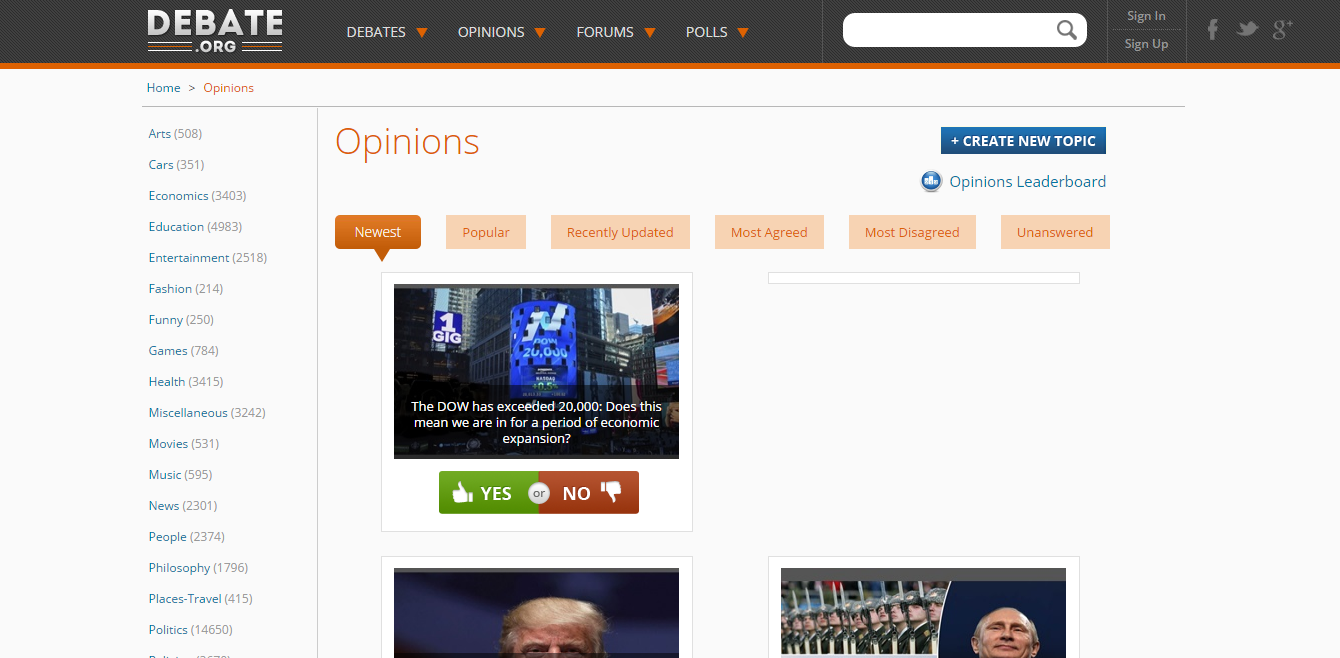 DEBATE
.ORG
DEBATES
OPINIONS
FORUMS
POLLS
Sign In
Sign Up
Home > Opinions
Arts (508)
Cars (351)
Economics (3403)
Education (4983)
Entertainment (2518)
Fashion (214)
Funny (250)
Games (784)
Health (3415)
Miscellaneous (3242)
Movies (531)
Music (595)
News (2301)
People (2374)
Philosophy (1796)
Places-Travel (415)
Politics (14650)
Opinions
+ CREATE NEW TOPIC
Opinions Leaderboard
Newest
Popular
Recently Updated
Most Agreed
Most Disagreed
Unanswered
1
GIG
DOW
20,000
NASDAQ
+0.5%
The DOW has exceeded 20,000: Does this
mean we are in for a period of economic
expansion?
YES or NO